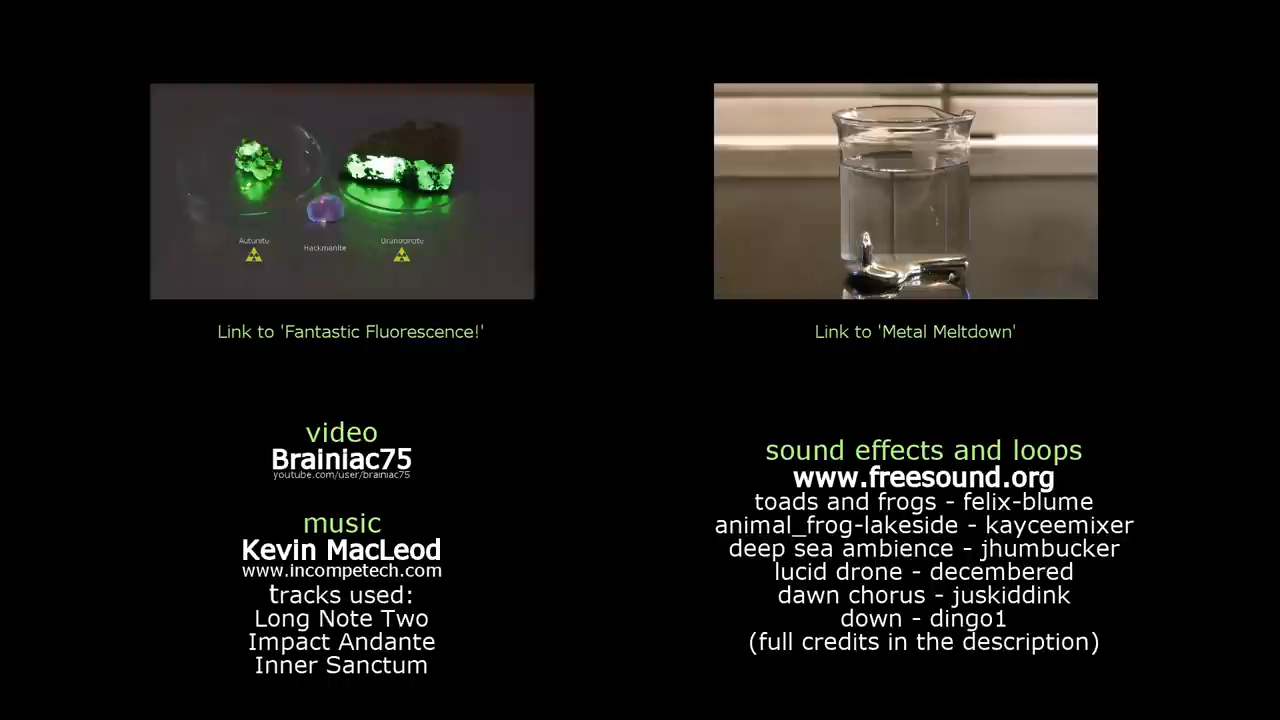 Autunite
Hackmanite
Link to 'Fantastic Fluorescence!'
Link to 'Metal Meltdown'
video
Brainiac75
youtube.com/user/brainiac75
music
Kevin MacLeod
www.incompetech.com
tracks used:
Long Note Two
Impact Andante
Inner Sanctum
sound effects and loops
www.freesound.org
toads and frogs - felix-blume
animal_frog-lakeside - kayceemixer
deep sea ambience - jhumbucker
lucid drone - decembered
dawn chorus - juskiddink
down - dingo1
(full credits in the description)